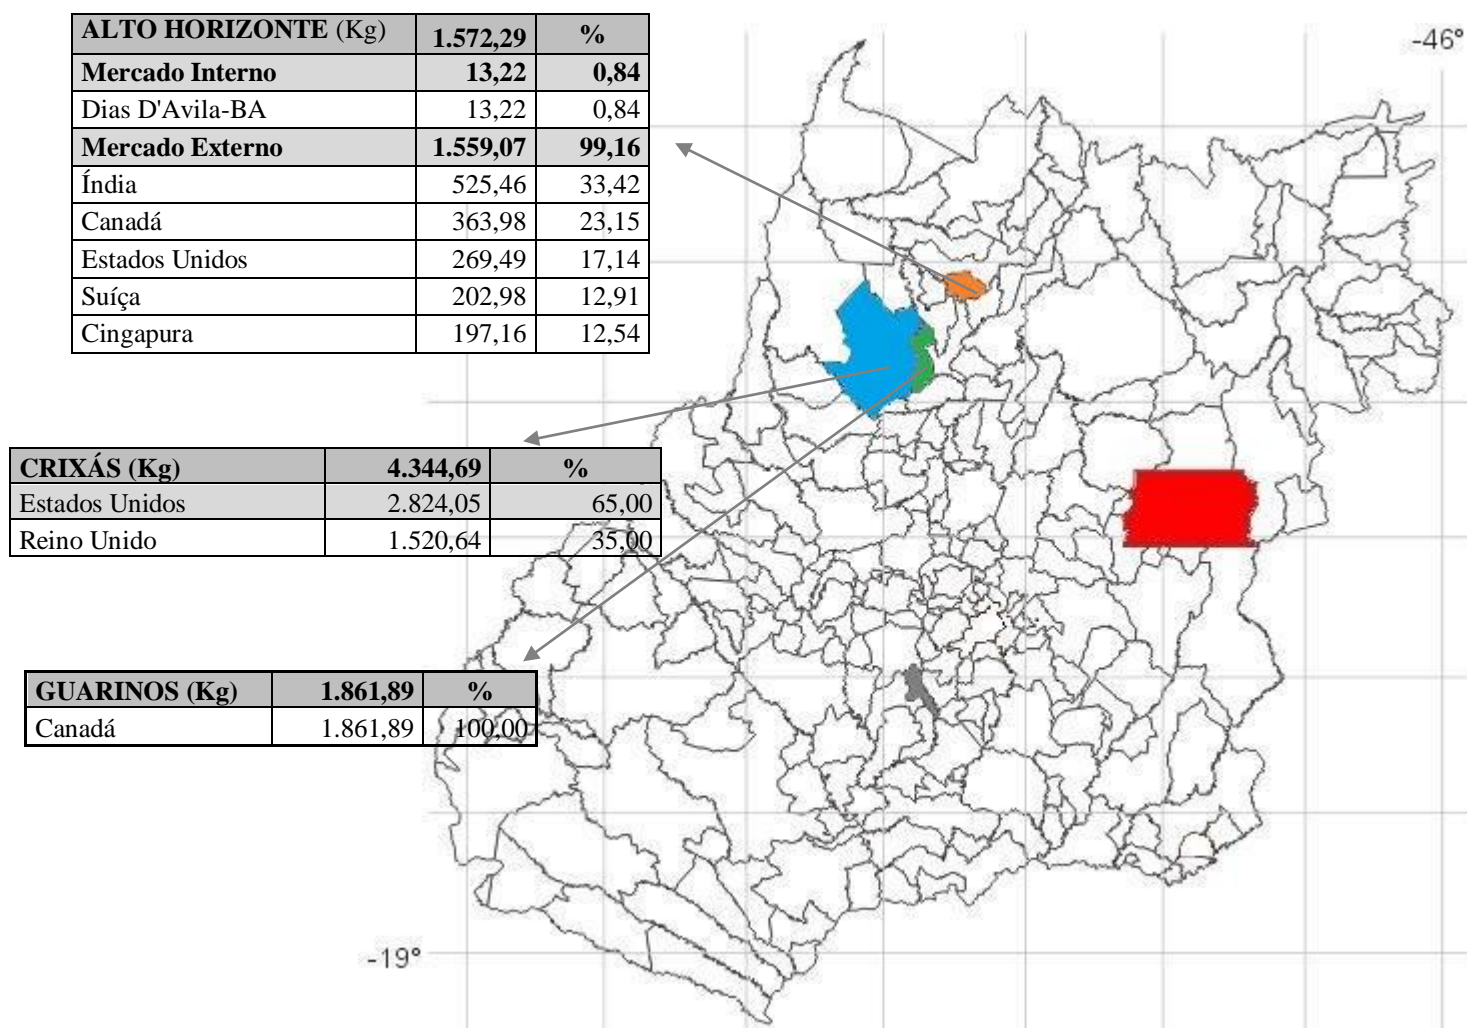 ALTO HORIZONTE (Kg) 1.572,29 %
Mercado Interno 13,22 0,84
Dias D'Avila-BA 13,22 0,84
Mercado Externo 1.559,07 99,16
Índia 525,46 33,42
Canadá 363,98 23,15
Estados Unidos 269,49 17,14
Suíça 202,98 12,91
Cingapura 197,16 12,54
-46°
CRIXÁS (Kg) 4.344,69 %
Estados Unidos 2.824,05 65,00
Reino Unido 1.520,64 35,00
GUARINOS (Kg) 1.861,89 %
Canadá 1.861,89 100,00
-19°